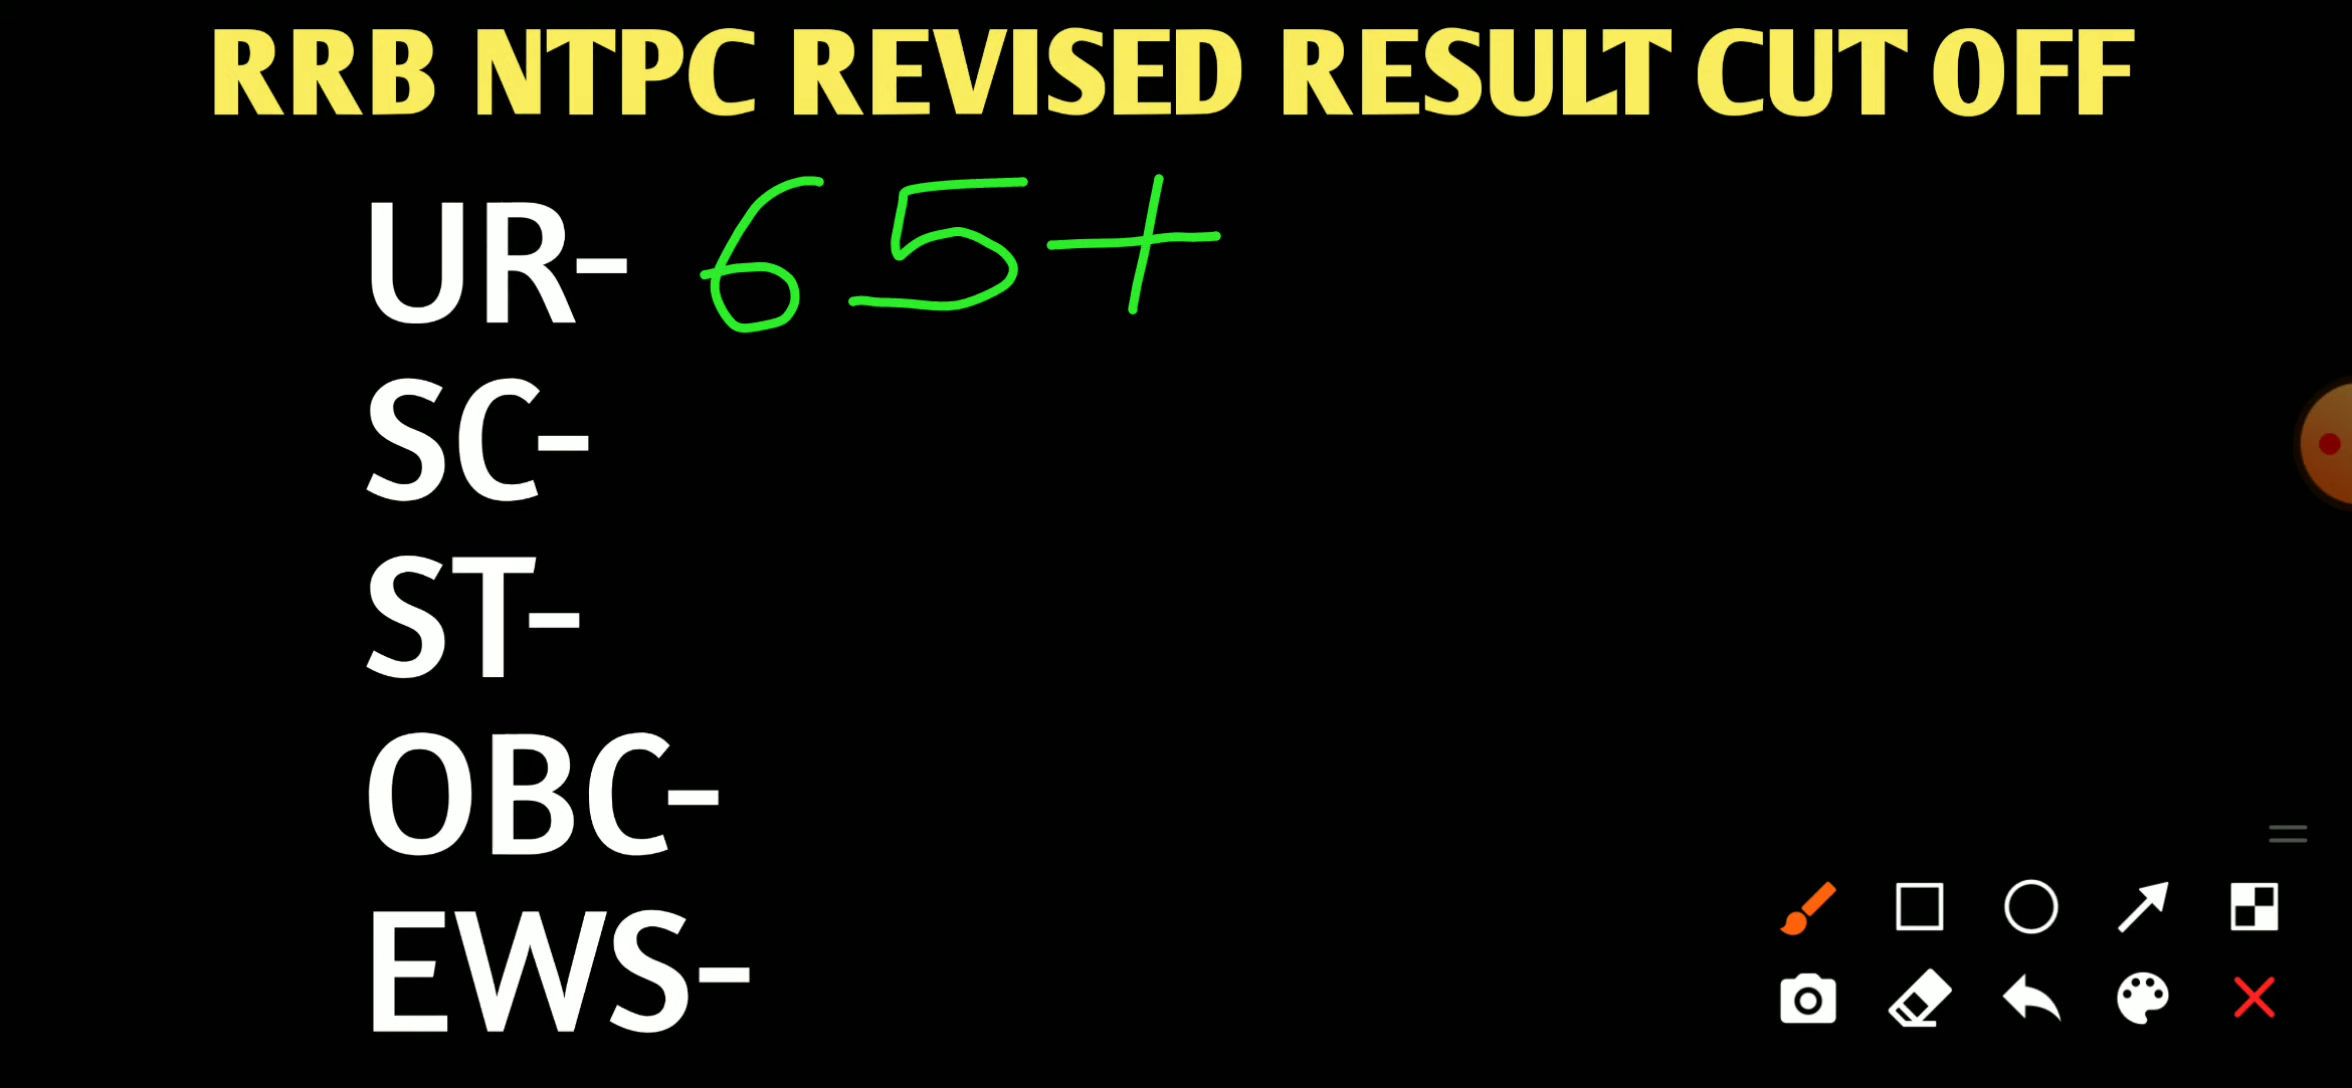 RRB NTPC REVISED RESULT CUT OFF
UR- 65+
SC-
ST-
OBC-
EWS-